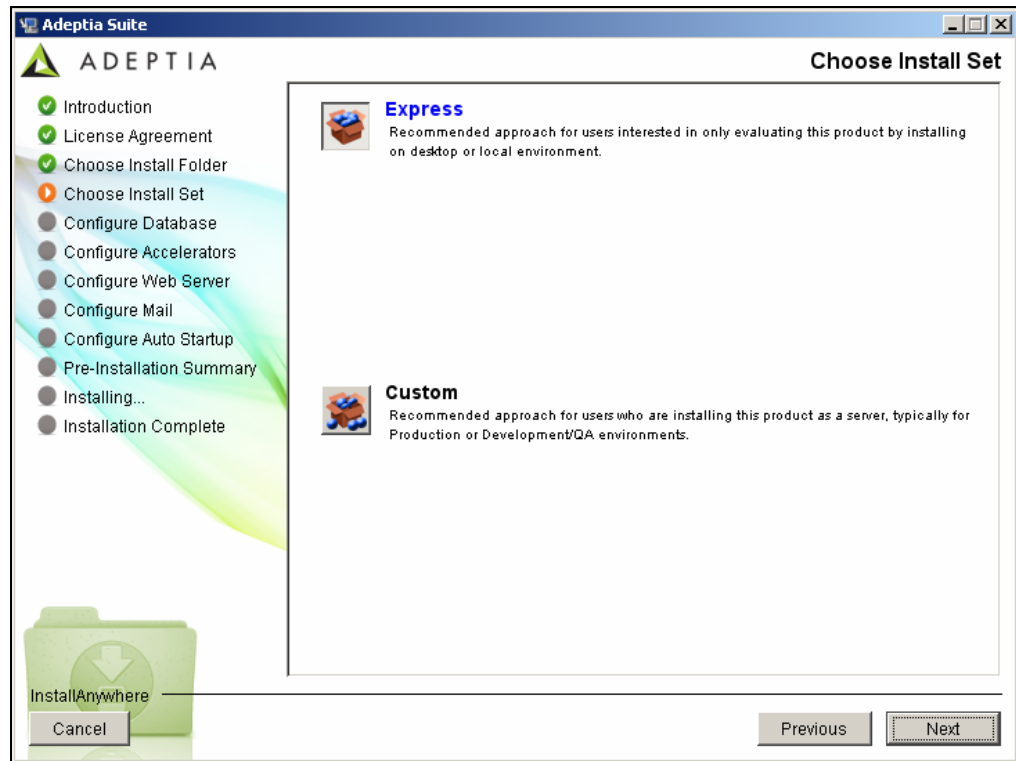 Adeptia Suite
ADEPTIA
Choose Install Set
Introduction
License Agreement
Choose Install Folder
Choose Install Set
Configure Database
Configure Accelerators
Configure Web Server
Configure Mail
Configure Auto Startup
Pre-Installation Summary
Installing...
Installation Complete
Express
Recommended approach for users interested in only evaluating this product by installing
on desktop or local environment.
Custom
Recommended approach for users who are installing this product as a server, typically for
Production or Development/QA environments.
InstallAnywhere
Cancel
Previous
Next